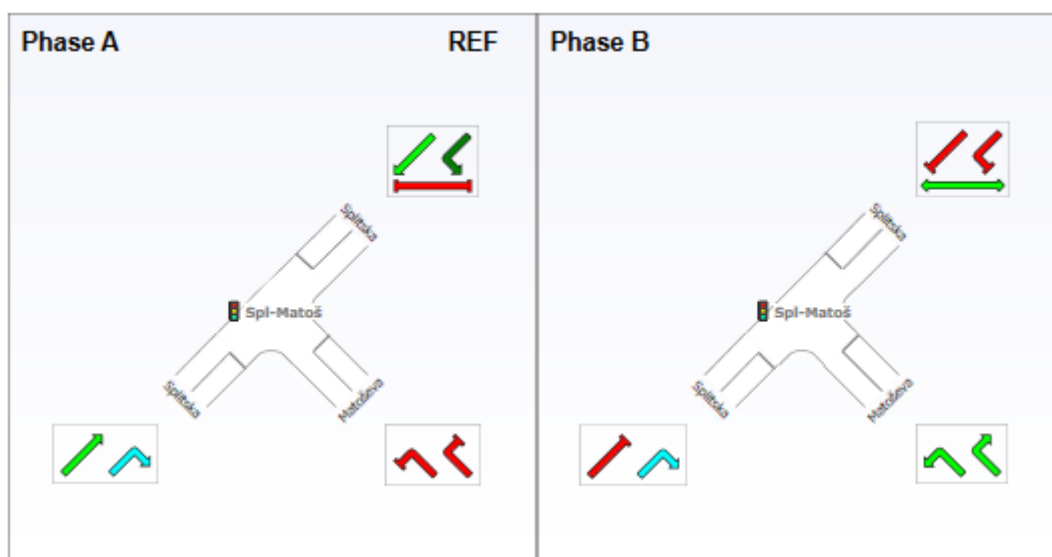 Phase A
REF
Splitska
Spl-Matoš
Splitska
Matoševa
Phase B
Splitska
Spl-Matoš
Splitska
Matoševa